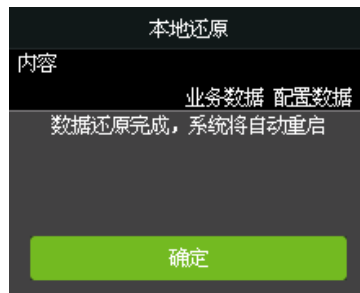 本地还原
内容
业务数据 配置数据
数据还原完成，系统将自动重启
确定